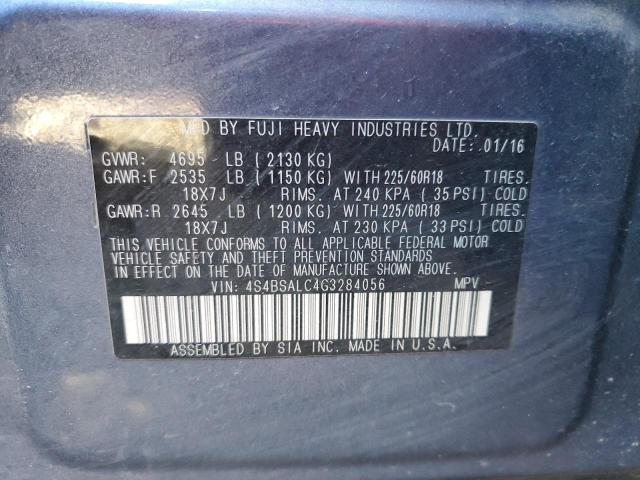 MFD BY FUJI HEAVY INDUSTRIES LTD.
DATE: 01/16
GVWR: 4695 LB (2130 KG)
GAWR:F 2535 LB (1150 KG) WITH 225/60R18 TIRES.
18X7J RIMS. AT 240 KPA (35 PSI) COLD
GAWR:R 2645 LB (1200 KG) WITH 225/60R18 TIRES.
18X7J RIMS. AT 230 KPA (33 PSI) COLD
THIS VEHICLE CONFORMS TO ALL APPLICABLE FEDERAL MOTOR
VEHICLE SAFETY AND THEFT PREVENTION STANDARDS
IN EFFECT ON THE DATE OF MANUFACTURE SHOWN ABOVE.
VIN: 4S4BSALC4G3284056 MPV
ASSEMBLED BY SIA INC. MADE IN U.S.A.